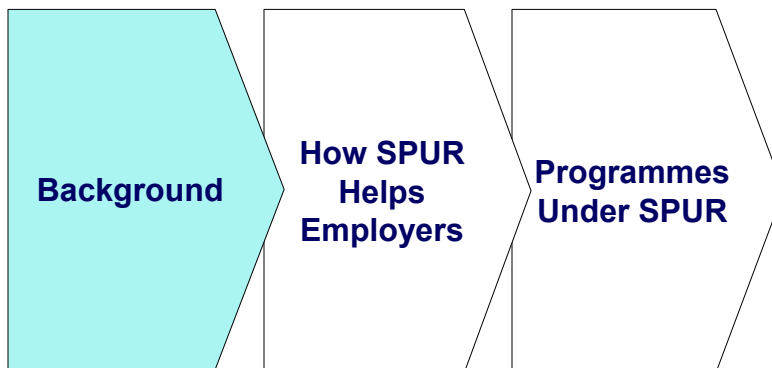 Background
How SPUR
Helps
Employers
Programmes
Under SPUR